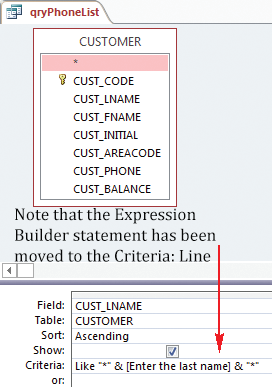 qryPhoneList
CUSTOMER
*
CUST_CODE
CUST_LNAME
CUST_FNAME
CUST_INITIAL
CUST_AREACODE
CUST_PHONE
CUST_BALANCE
Note that the Expression
Builder statement has been
moved to the Criteria: Line
Field: CUST_LNAME
Table: CUSTOMER
Sort: Ascending
Show:
Criteria: Like "*" & [Enter the last name] & "*"
or: